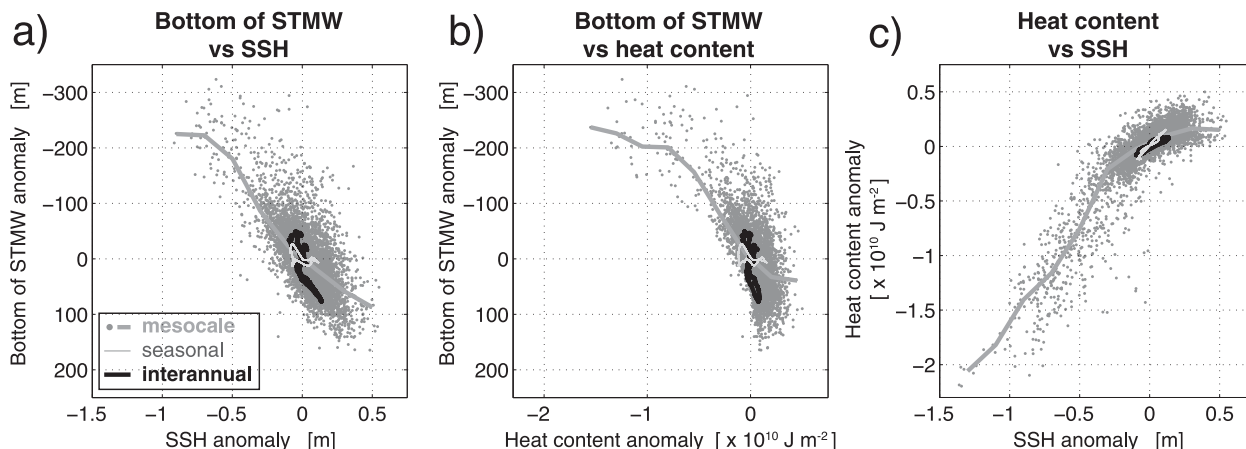 a)
Bottom of STMW
vs SSH
Bottom of STMW anomaly [m]
−300
−200
−100
0
100
200
mesocale
seasonal
interannual
−1.5
−1
−0.5
0
0.5
SSH anomaly [m]
b)
Bottom of STMW
vs heat content
Bottom of STMW anomaly [m]
−300
−200
−100
0
100
200
−2
−1
0
Heat content anomaly [ x 10¹⁰ J m⁻²]
c)
Heat content
vs SSH
Heat content anomaly
[ x 10¹⁰ J m⁻²]
0.5
0
−0.5
−1
−1.5
−2
−1.5
−1
−0.5
0
0.5
SSH anomaly [m]